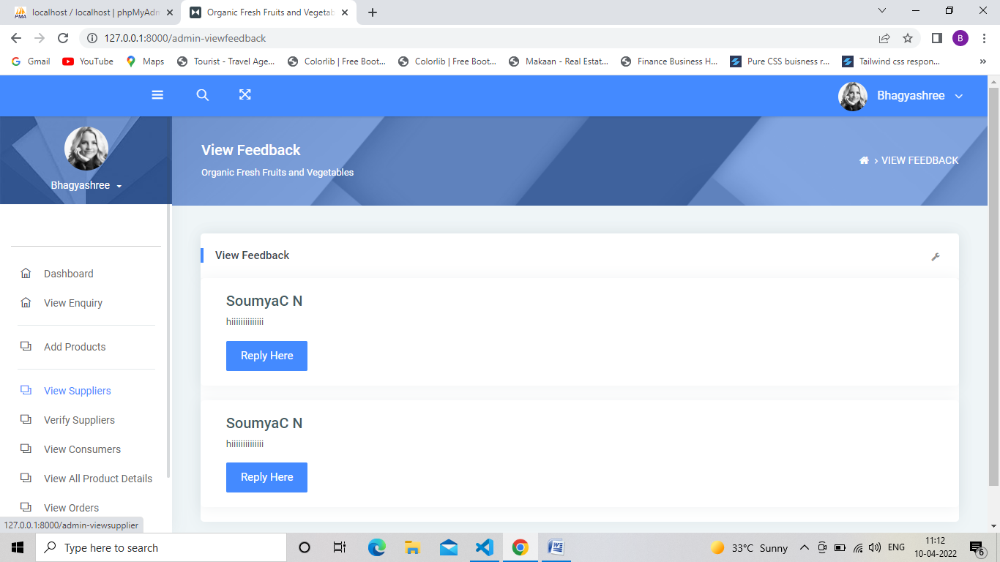 localhost / localhost | phpMyAdm
Organic Fresh Fruits and Vegetab
127.0.0.1:8000/admin-viewfeedback
B
Gmail
YouTube
Maps
Tourist - Travel Age...
Colorlib | Free Boot...
Colorlib | Free Boot...
Makaan - Real Estat...
Finance Business H...
Pure CSS buisness r...
Tailwind css respon...
»
Bhagyashree
Bhagyashree
View Feedback
Organic Fresh Fruits and Vegetables
> VIEW FEEDBACK
Dashboard
View Enquiry
Add Products
View Suppliers
Verify Suppliers
View Consumers
View All Product Details
View Orders
View Feedback
SoumyaC N
hiiiiiiiiiiiiii
Reply Here
SoumyaC N
hiiiiiiiiiiiiii
Reply Here
127.0.0.1:8000/admin-viewsupplier
Type here to search
33°C Sunny
ENG
11:12
10-04-2022
6